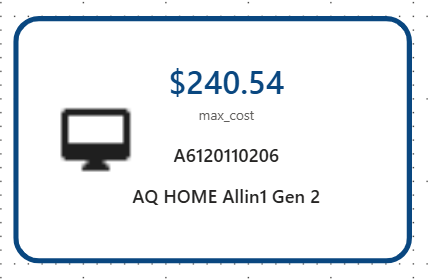 $240.54
max_cost
A6120110206
AQ HOME Allin1 Gen 2